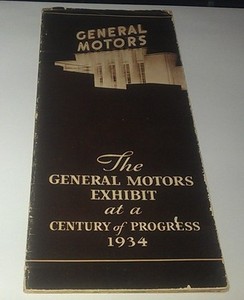 GENERAL
MOTORS
The
GENERAL MOTORS
EXHIBIT
at a
CENTURY of PROGRESS
1934